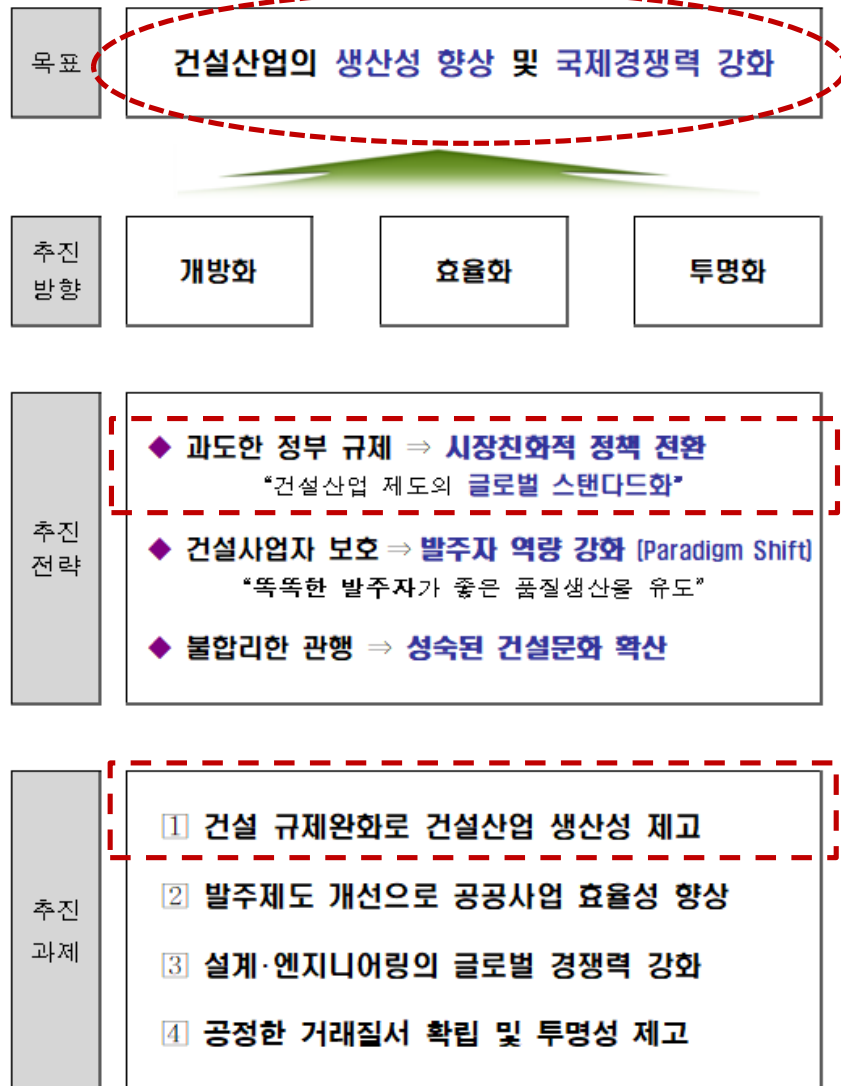 목표
건설산업의 생산성 향상 및 국제경쟁력 강화
추진
방향
개방화
효율화
투명화
추진
전략
◆ 과도한 정부 규제 ⇒ 시장친화적 정책 전환
“건설산업 제도의 글로벌 스탠다드화”
◆ 건설사업자 보호 ⇒ 발주자 역량 강화 (Paradigm Shift)
“똑똑한 발주자가 좋은 품질생산을 유도”
◆ 불합리한 관행 ⇒ 성숙된 건설문화 확산
추진
과제
1 건설 규제완화로 건설산업 생산성 제고
2 발주제도 개선으로 공공사업 효율성 향상
3 설계·엔지니어링의 글로벌 경쟁력 강화
4 공정한 거래질서 확립 및 투명성 제고